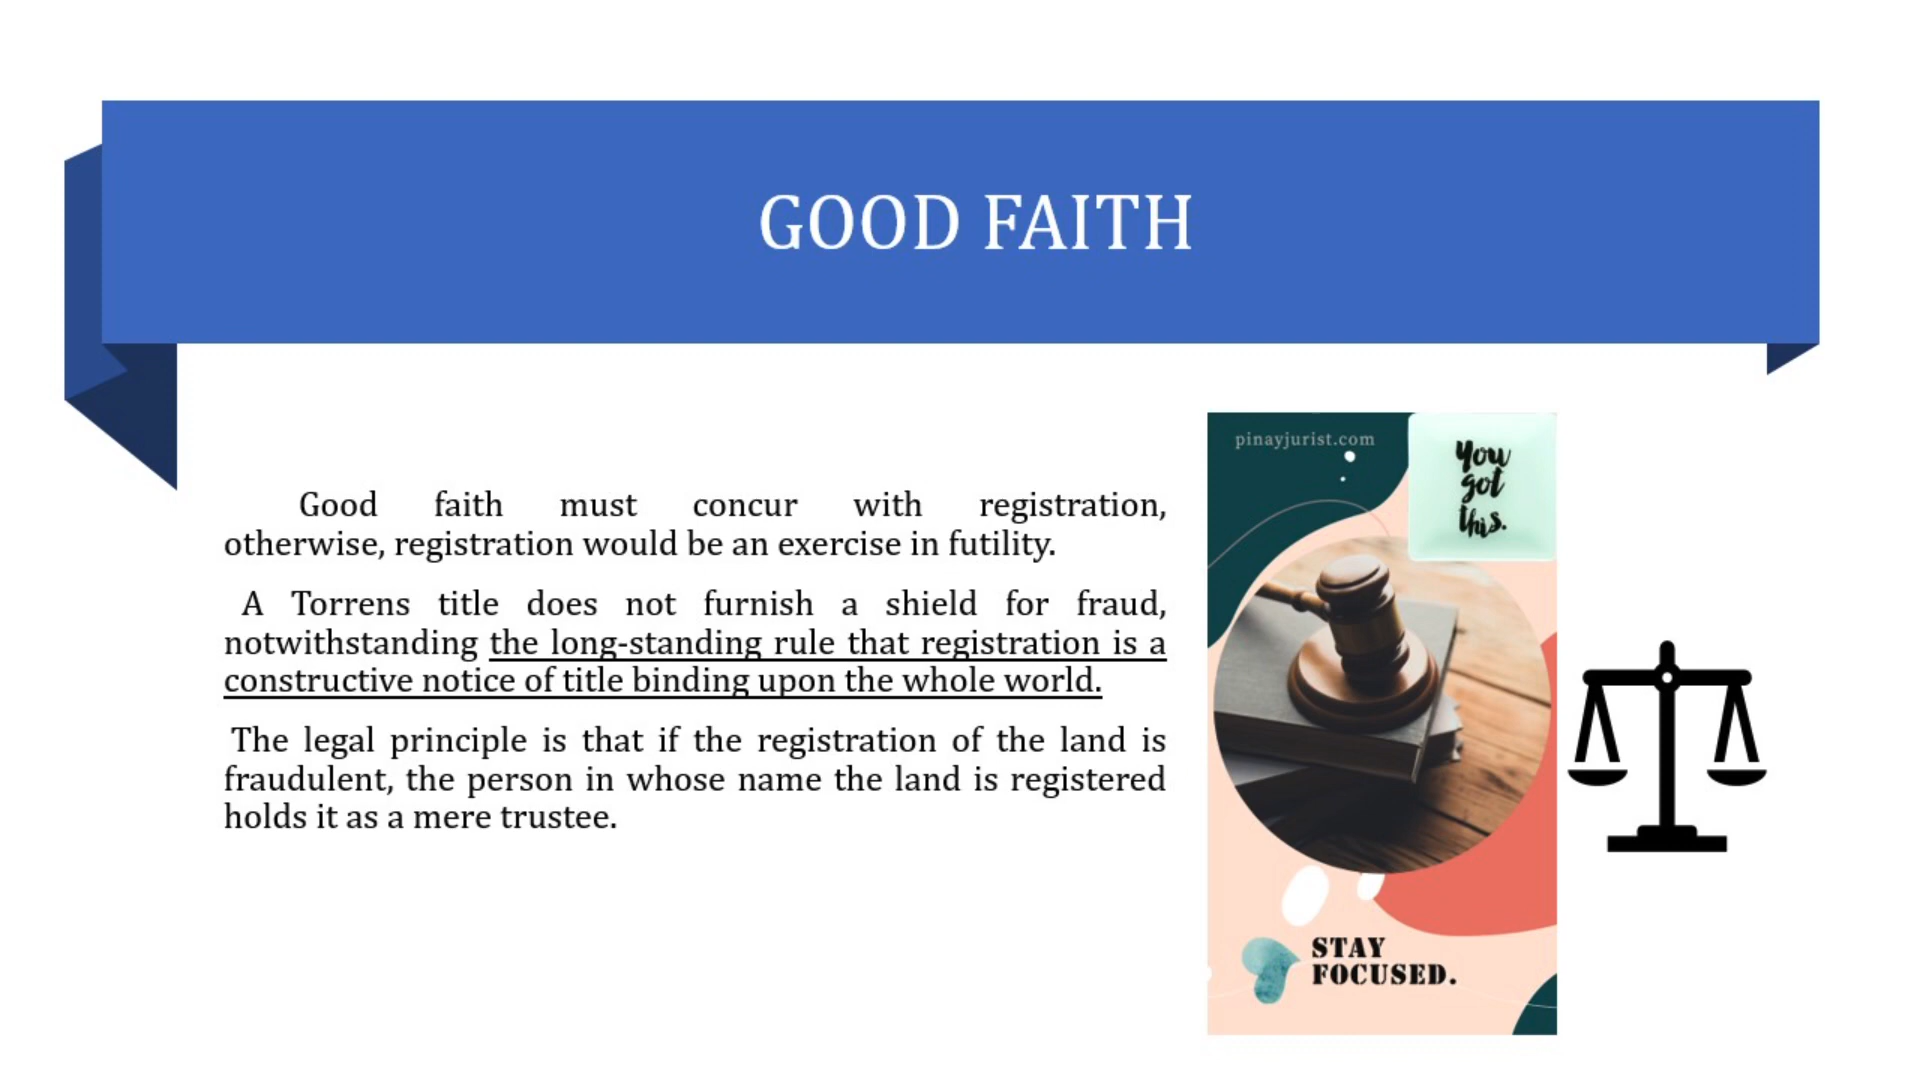 GOOD FAITH
Good faith must concur with registration,
otherwise, registration would be an exercise in futility.
A Torrens title does not furnish a shield for fraud,
notwithstanding the long-standing rule that registration is a
constructive notice of title binding upon the whole world.
The legal principle is that if the registration of the land is
fraudulent, the person in whose name the land is registered
holds it as a mere trustee.
pinayjurist.com
You
got
this.
STAY
FOCUSED.